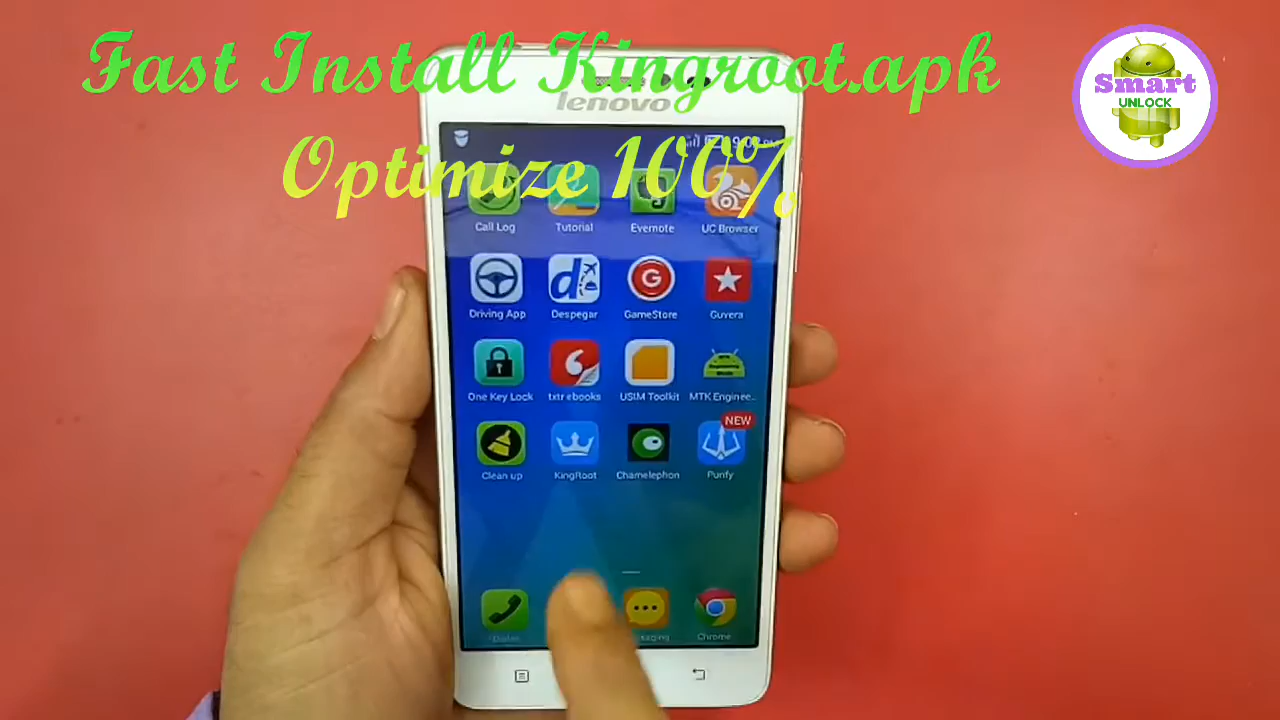 Fast Install Kingroot.apk
Optimize 100%
Smart
UNLOCK
lenovo
Call Log Tutorial Evernote UC Browser
Driving App Despegar GameStore Guvera
One Key Lock txtr ebooks USIM Toolkit MTK Enginee..
NEW
Clean up KingRoot Chamelephon Purify
Chrome